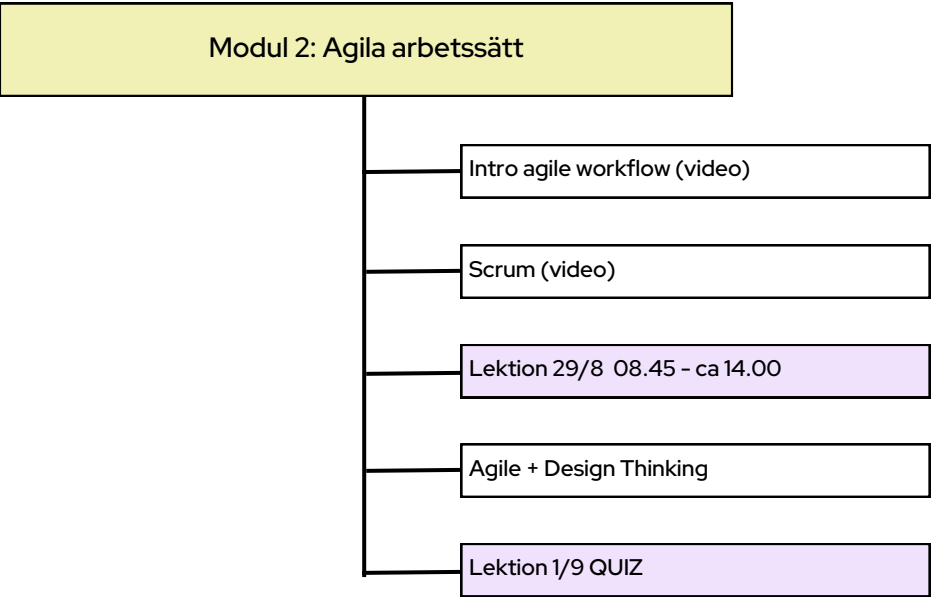 Modul 2: Agila arbetssätt
Intro agile workflow (video)
Scrum (video)
Lektion 29/8  08.45 - ca 14.00
Agile + Design Thinking
Lektion 1/9 QUIZ